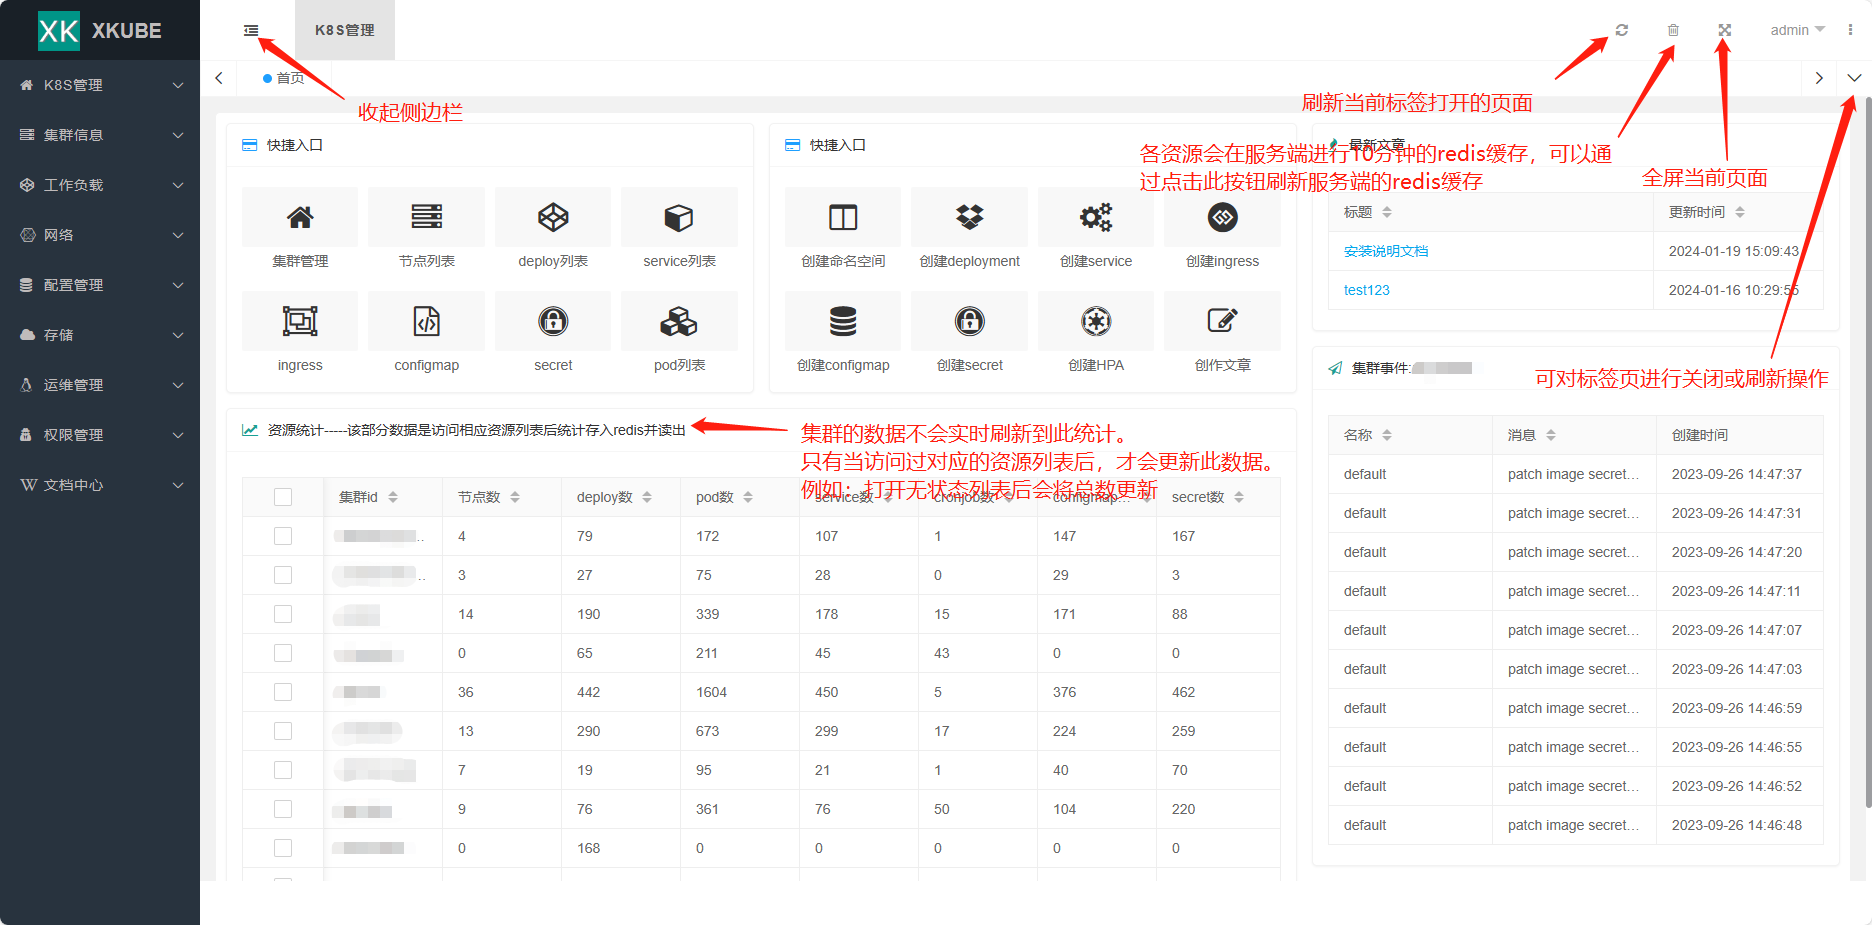 XK XKUBE
K8S管理
admin
首页
K8S管理
集群信息
工作负载
网络
配置管理
存储
运维管理
权限管理
文档中心
收起侧边栏
刷新当前标签打开的页面
各资源会在服务端进行10分钟的redis缓存，可以通
过点击此按钮刷新服务端的redis缓存
全屏当前页面
可对标签页进行关闭或刷新操作
快捷入口
集群管理 节点列表 deploy列表 service列表
ingress configmap secret pod列表
快捷入口
创建命名空间 创建deployment 创建service 创建ingress
创建configmap 创建secret 创建HPA 创作文章
最新文章
标题 更新时间
安装说明文档 2024-01-19 15:09:43
test123 2024-01-16 10:29:55
资源统计-----该部分数据是访问相应资源列表后统计存入redis并读出
集群的数据不会实时刷新到此统计。
只有当访问过对应的资源列表后，才会更新此数据。
例如：打开无状态列表后会将总数更新
集群id 节点数 deploy数 pod数 service数 cronjob数 configmap... secret数
.. 4 79 172 107 1 147 167
.. 3 27 75 28 0 29 3
14 190 339 178 15 171 88
0 65 211 45 43 0 0
36 442 1604 450 5 376 462
13 290 673 299 17 224 259
7 19 95 21 1 40 70
9 76 361 76 50 104 220
0 168 0 0 0 0 0
集群事件:
名称 消息 创建时间
default patch image secret... 2023-09-26 14:47:37
default patch image secret... 2023-09-26 14:47:31
default patch image secret... 2023-09-26 14:47:20
default patch image secret... 2023-09-26 14:47:11
default patch image secret... 2023-09-26 14:47:07
default patch image secret... 2023-09-26 14:47:03
default patch image secret... 2023-09-26 14:46:59
default patch image secret... 2023-09-26 14:46:55
default patch image secret... 2023-09-26 14:46:52
default patch image secret... 2023-09-26 14:46:48